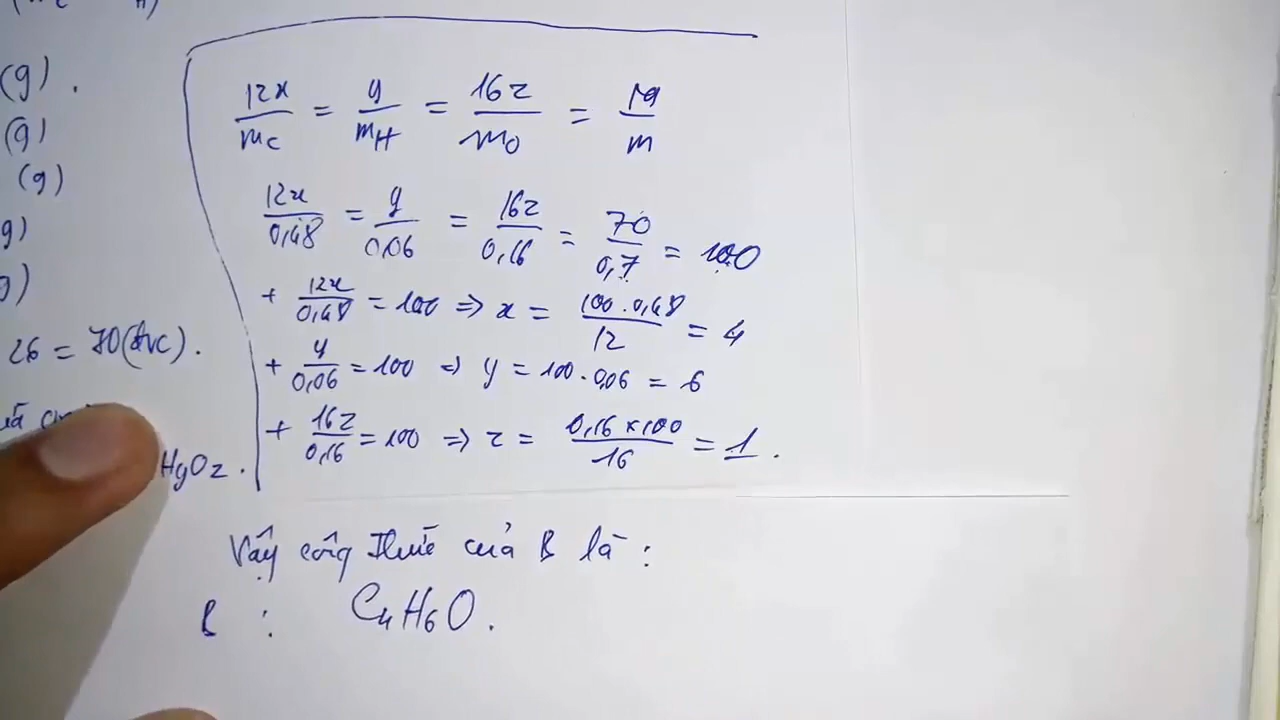 (g).
(g)
(g)
g)
g)
26 = 70(đvc).
HyOz.
12x/mC = y/mH = 16z/mO = M/m
12x/0,48 = y/0,06 = 16z/0,16 = 70/0,7 = 100
+ 12x/0,48 = 100 => x = 100.0,48/12 = 4
+ y/0,06 = 100 => y = 100.0,06 = 6
+ 16z/0,16 = 100 => z = 0,16×100/16 = 1.
Vậy công thức của B là:
B : C4H6O.